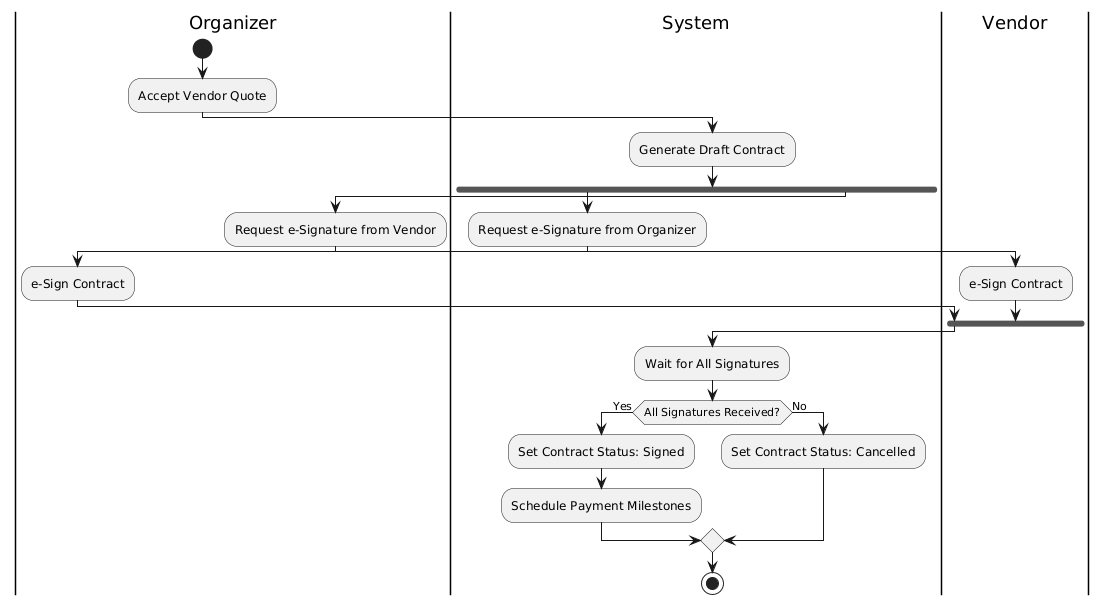 Organizer
System
Vendor
Accept Vendor Quote
Generate Draft Contract
Request e-Signature from Vendor
Request e-Signature from Organizer
e-Sign Contract
e-Sign Contract
Wait for All Signatures
Yes
All Signatures Received?
No
Set Contract Status: Signed
Set Contract Status: Cancelled
Schedule Payment Milestones